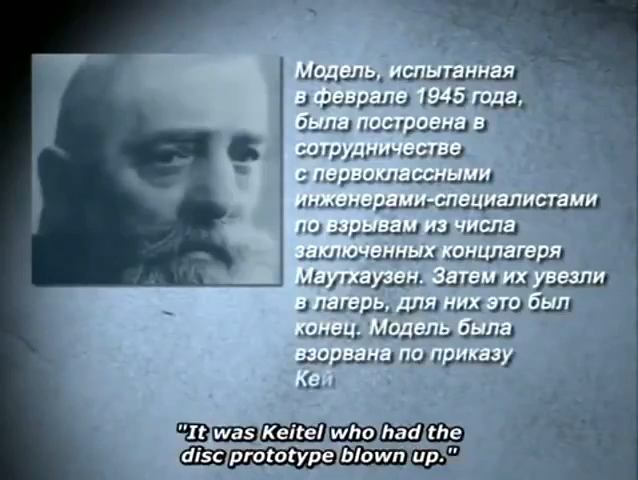 Модель, испытанная
в феврале 1945 года,
была построена в
сотрудничестве
с первоклассными
инженерами-специалистами
по взрывам из числа
заключенных концлагеря
Маутхаузен. Затем их увезли
в лагерь, для них это был
конец. Модель была
взорвана по приказу
Кей
"It was Keitel who had the
disc prototype blown up."